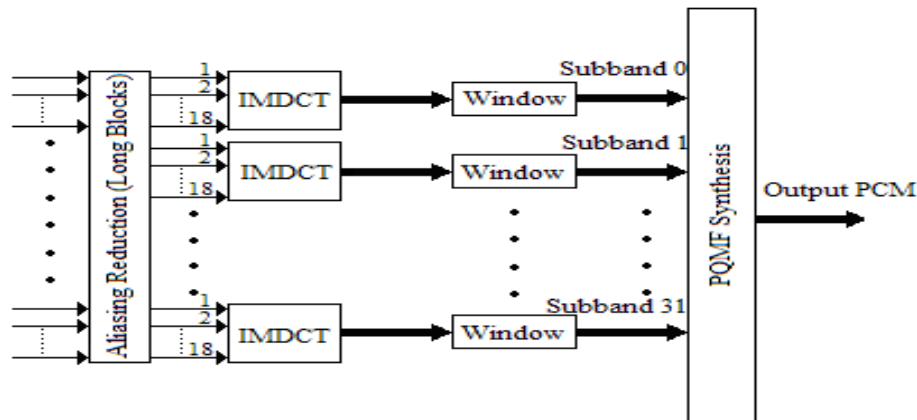 Aliasing Reduction (Long Blocks)
1
2
18
IMDCT
Window
Subband 0
1
2
18
IMDCT
Window
Subband 1
1
2
18
IMDCT
Window
Subband 31
PQMF Synthesis
Output PCM